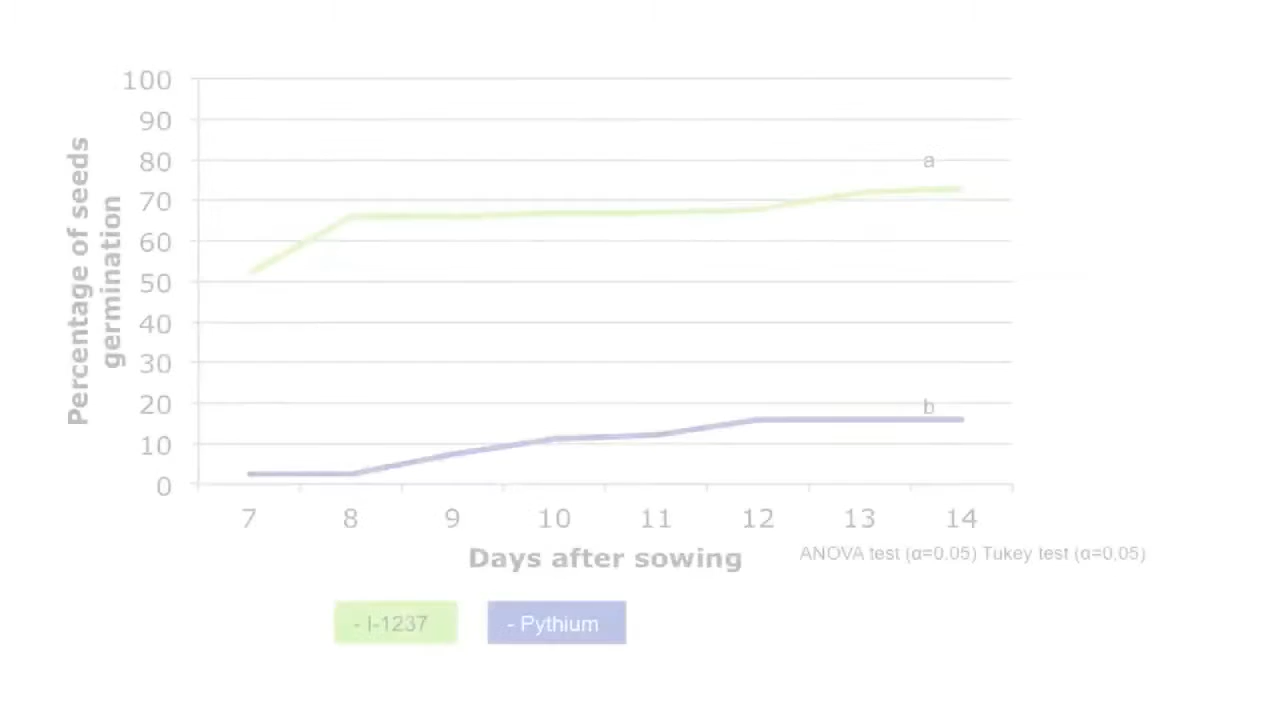 100
90
80
70
60
50
40
30
20
10
0
Percentage of seeds
germination
a
b
7 8 9 10 11 12 13 14
Days after sowing
ANOVA test (α=0.05) Tukey test (α=0.05)
- I-1237
- Pythium